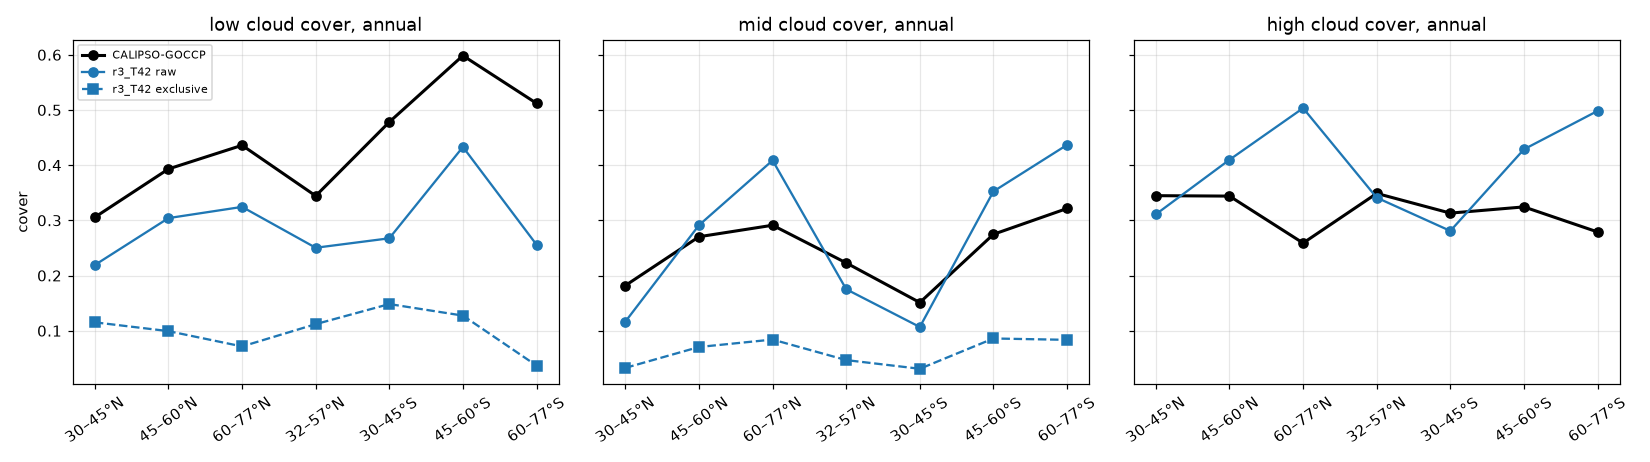 low cloud cover, annual
mid cloud cover, annual
high cloud cover, annual
cover
0.6
0.5
0.4
0.3
0.2
0.1
CALIPSO-GOCCP
r3_T42 raw
r3_T42 exclusive
30–45°N
45–60°N
60–77°N
32–57°N
30–45°S
45–60°S
60–77°S
30–45°N
45–60°N
60–77°N
32–57°N
30–45°S
45–60°S
60–77°S
30–45°N
45–60°N
60–77°N
32–57°N
30–45°S
45–60°S
60–77°S